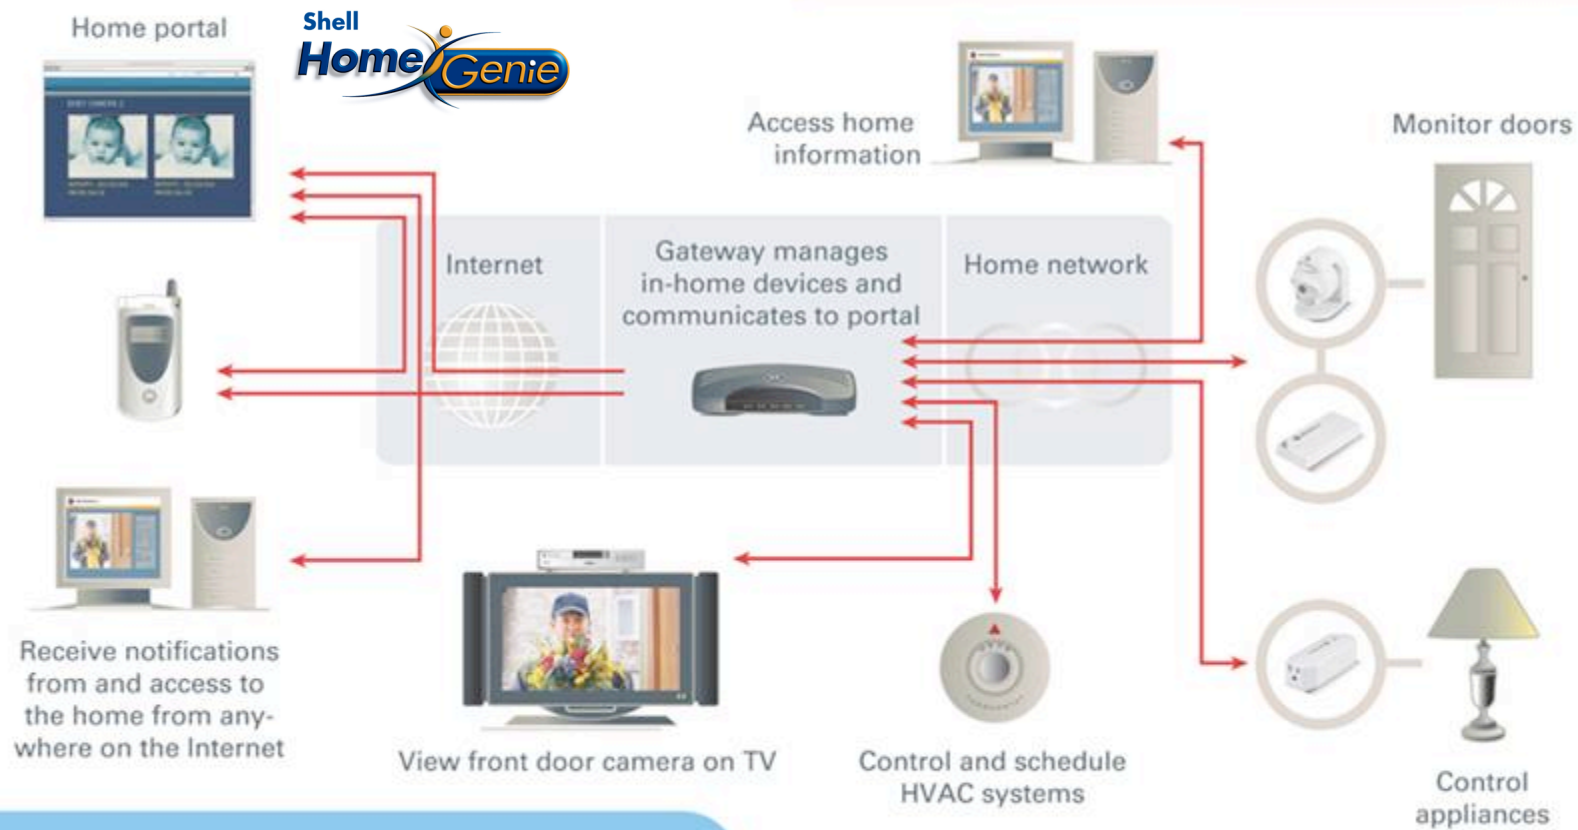 Home portal
Shell
HomeGenie
Access home
information
Monitor doors
Internet
Gateway manages
in-home devices and
communicates to portal
Home network
Receive notifications
from and access to
the home from any-
where on the Internet
View front door camera on TV
Control and schedule
HVAC systems
Control
appliances